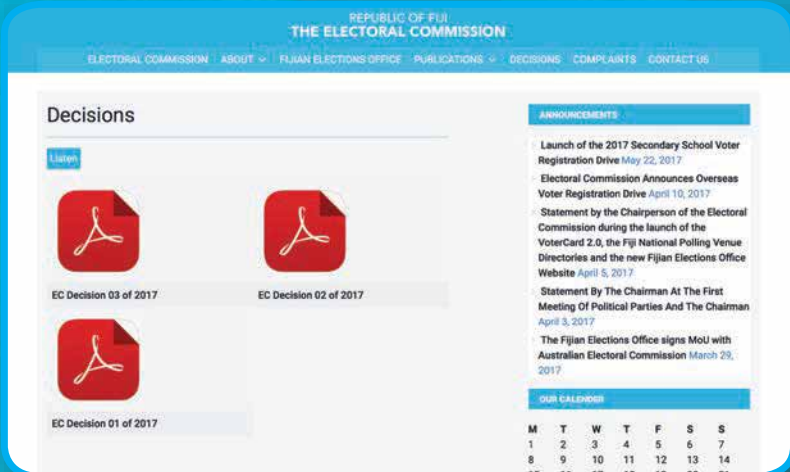 REPUBLIC OF FIJI
THE ELECTORAL COMMISSION
ELECTORAL COMMISSION ABOUT FIJIAN ELECTIONS OFFICE PUBLICATIONS DECISIONS COMPLAINTS CONTACT US
Decisions
Listen
EC Decision 03 of 2017 EC Decision 02 of 2017
EC Decision 01 of 2017
ANNOUNCEMENTS
Launch of the 2017 Secondary School Voter
Registration Drive May 22, 2017
Electoral Commission Announces Overseas
Voter Registration Drive April 10, 2017
Statement by the Chairperson of the Electoral
Commission during the launch of the
VoterCard 2.0, the Fiji National Polling Venue
Directories and the new Fijian Elections Office
Website April 5, 2017
Statement By The Chairman At The First
Meeting Of Political Parties And The Chairman
April 3, 2017
The Fijian Elections Office signs MoU with
Australian Electoral Commission March 29,
2017
OUR CALENDER
M T W T F S S
1 2 3 4 5 6 7
8 9 10 11 12 13 14